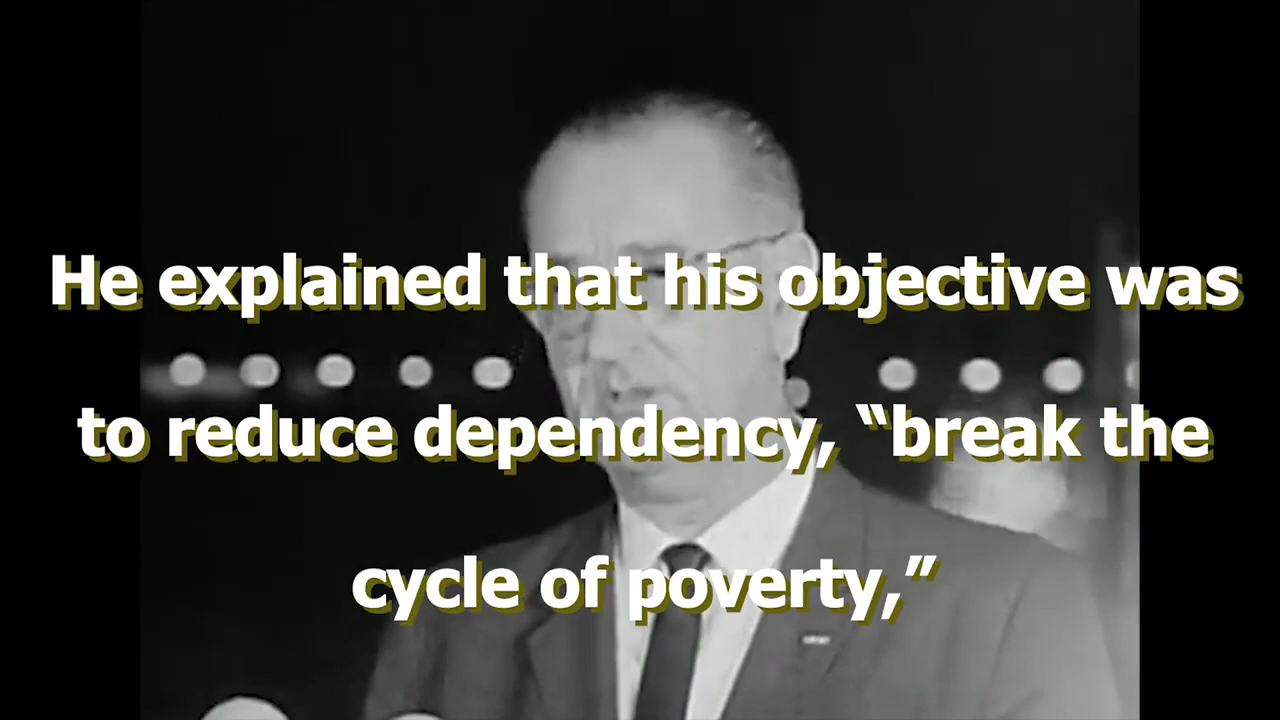 He explained that his objective was
to reduce dependency, “break the
cycle of poverty,”